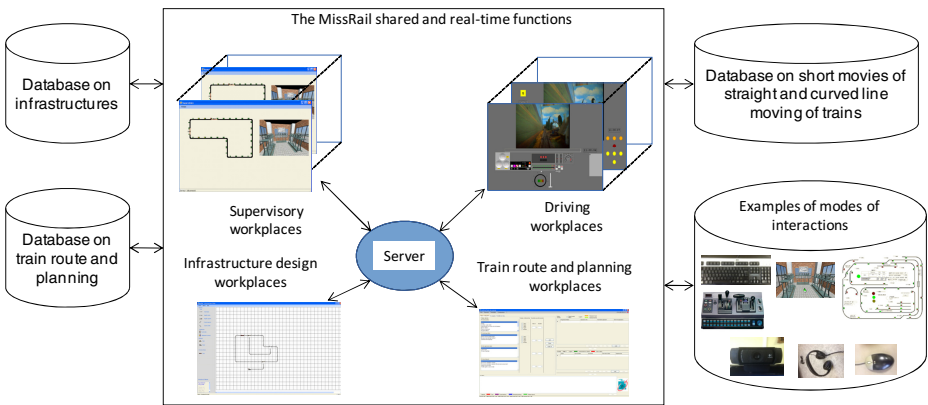 The MissRail shared and real-time functions
Database on
infrastructures
Database on short movies of
straight and curved line
moving of trains
Supervisory
workplaces
Driving
workplaces
Database on
train route and
planning
Server
Infrastructure design
workplaces
Train route and planning
workplaces
Examples of modes of
interactions